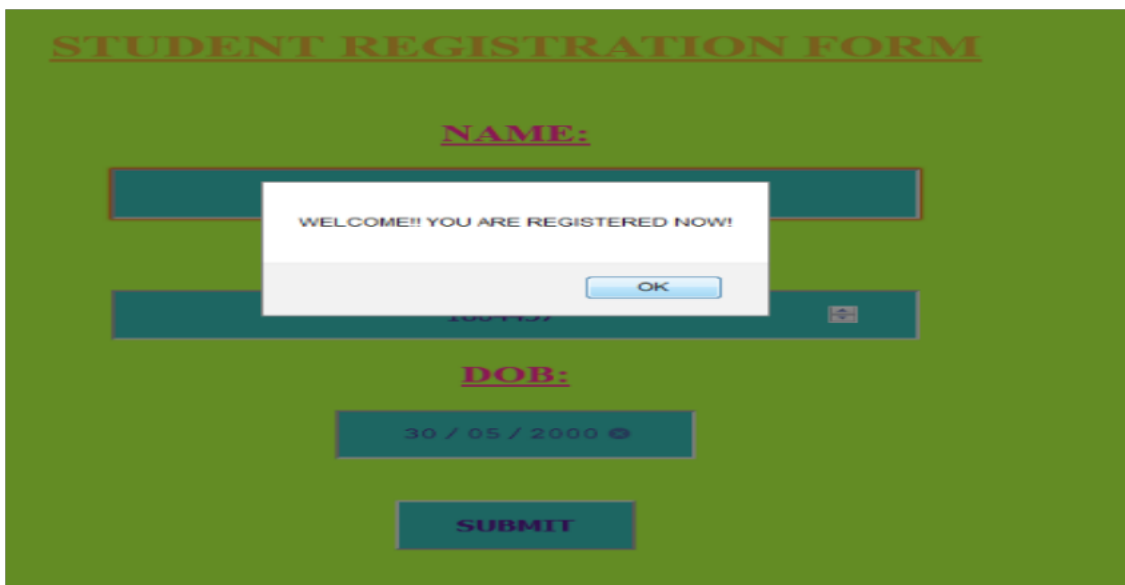 STUDENT REGISTRATION FORM
NAME:
WELCOME!! YOU ARE REGISTERED NOW!
OK
DOB:
30 / 05 / 2000
SUBMIT